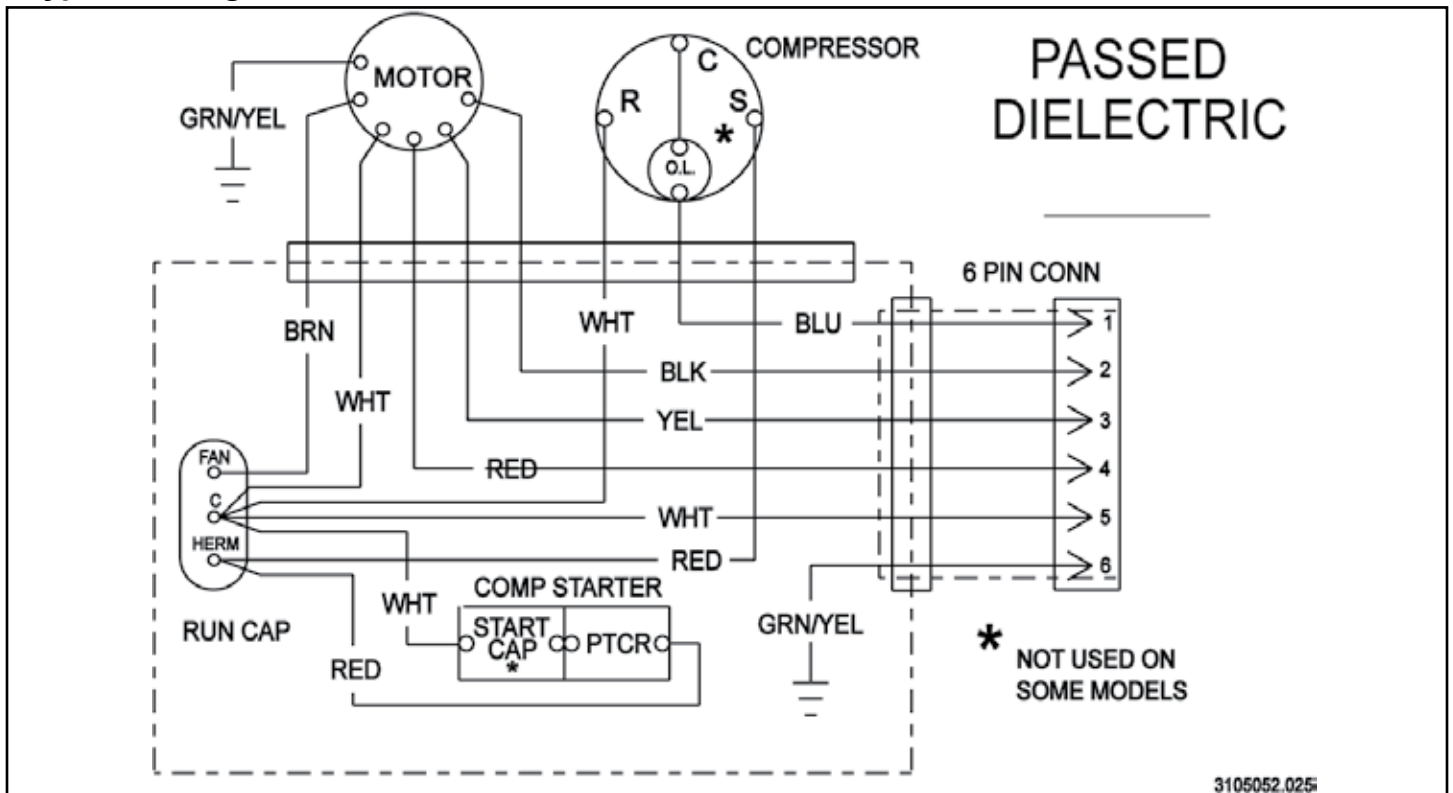 COMPRESSOR
PASSED
DIELECTRIC
MOTOR
C
R
S
*
O.L.
GRN/YEL
6 PIN CONN
BRN
WHT
BLU
1
BLK
2
WHT
YEL
3
FAN
RED
4
C
WHT
5
HERM
RED
6
COMP STARTER
WHT
START
CAP
*
PTCR
RUN CAP
RED
GRN/YEL
* NOT USED ON
SOME MODELS